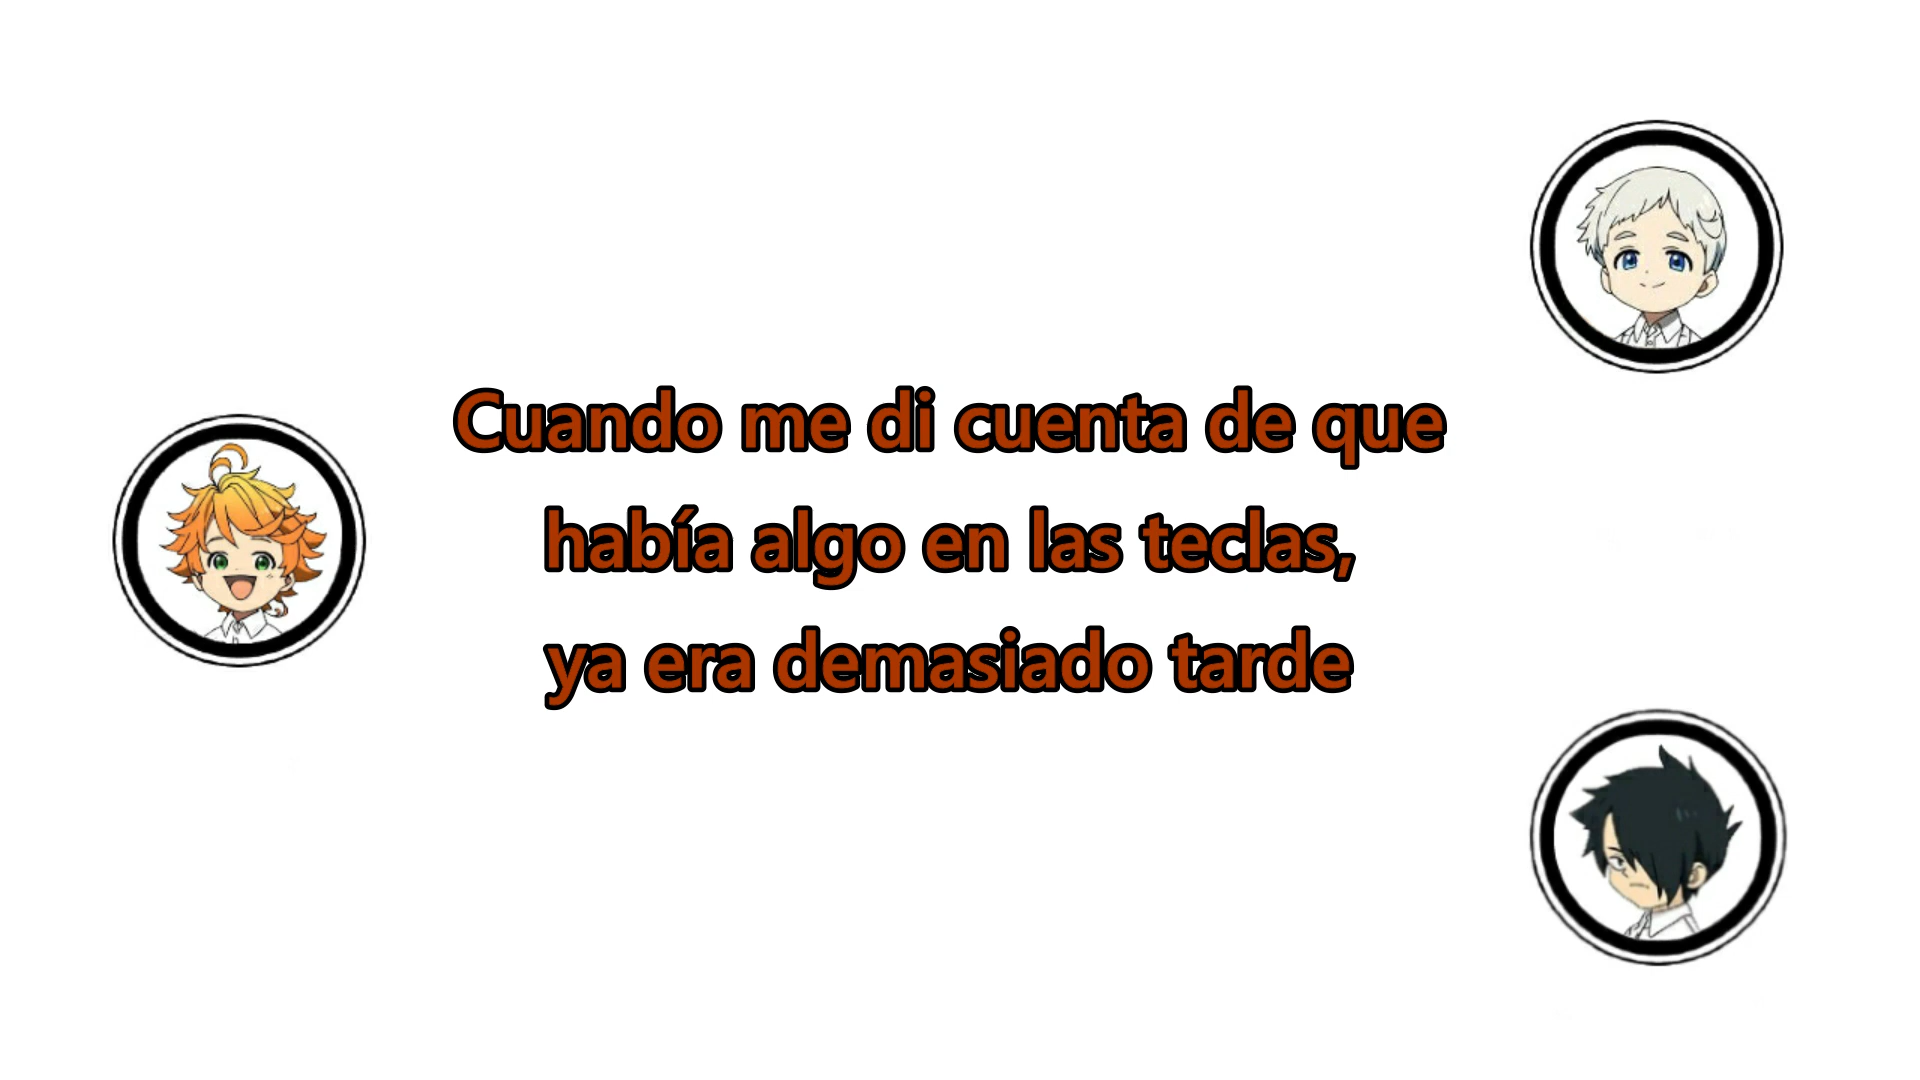 Cuando me di cuenta de que
había algo en las teclas,
ya era demasiado tarde